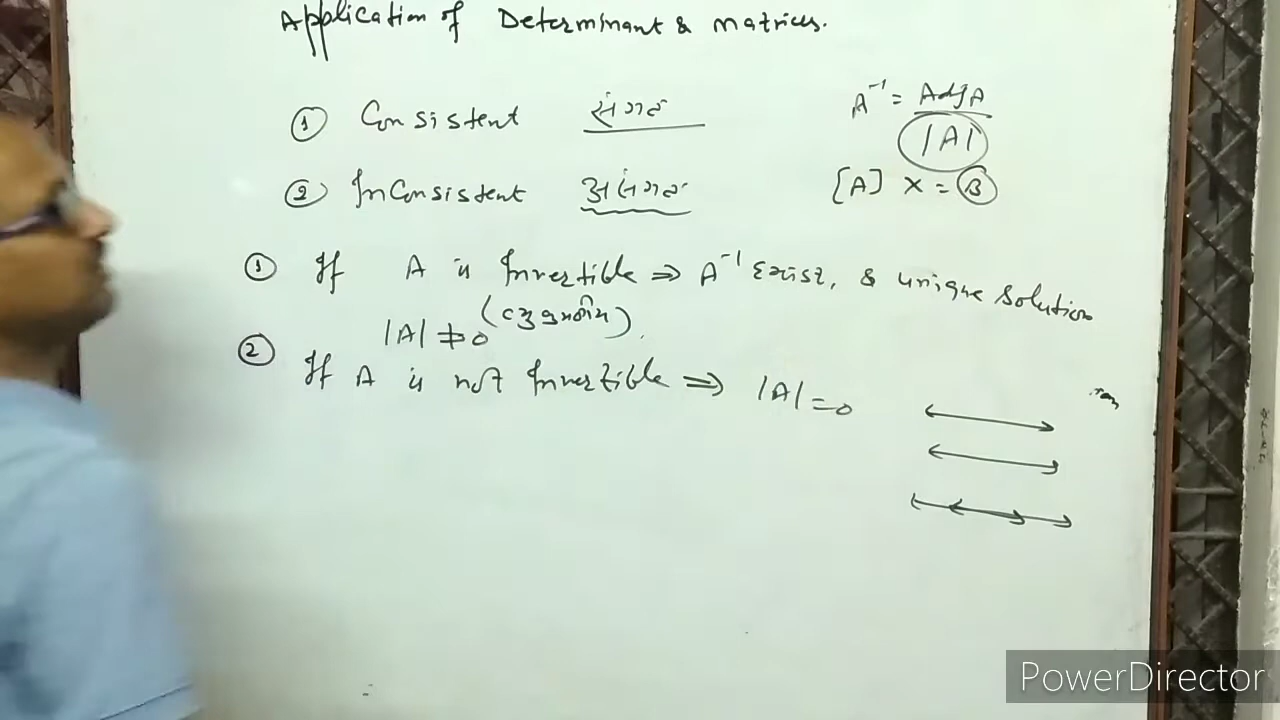 Application of Determinant & matrices.
① Consistent संगत
② InConsistent असंगत
A⁻¹ = AdjA / |A|
[A] X = B
① If A is Invertible ⇒ A⁻¹ Exist, & unique Solution
|A| ≠ 0 (व्युत्क्रमणीय).
② If A is not Invertible ⇒ |A| = 0
PowerDirector